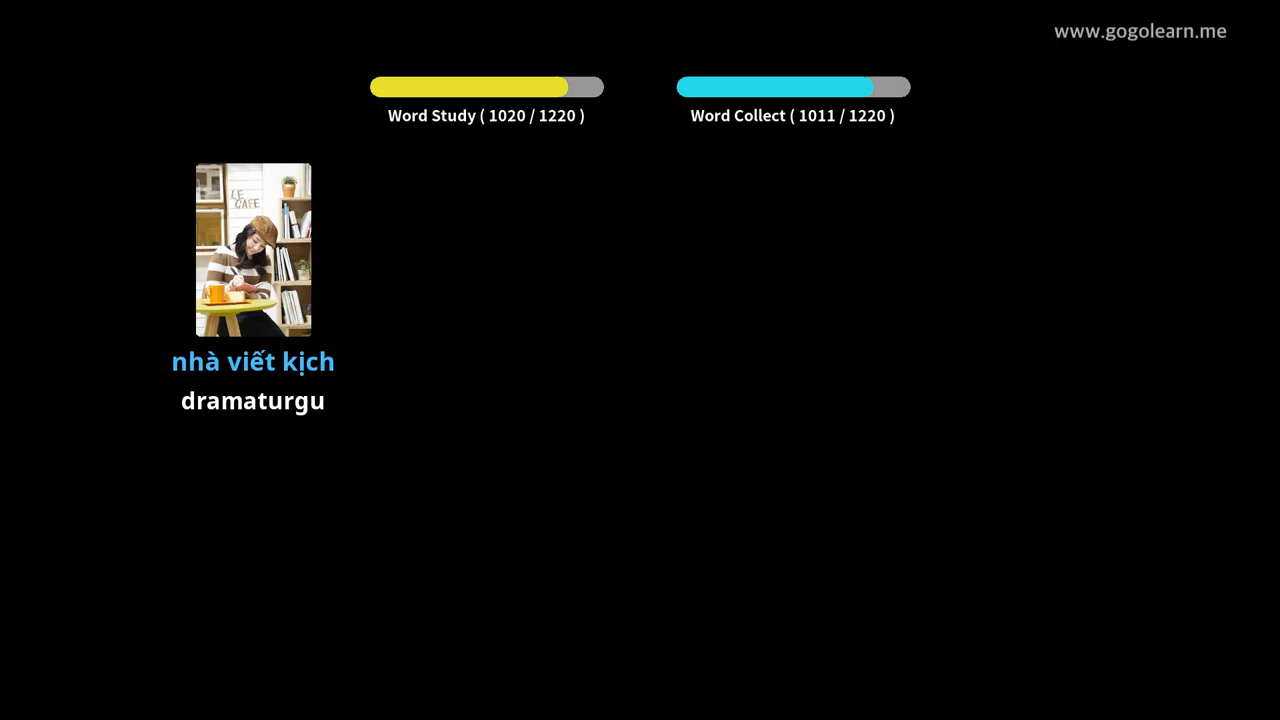 www.gogolearn.me
Word Study ( 1020 / 1220 )
Word Collect ( 1011 / 1220 )
LE
CAFE
nhà viết kịch
dramaturgu